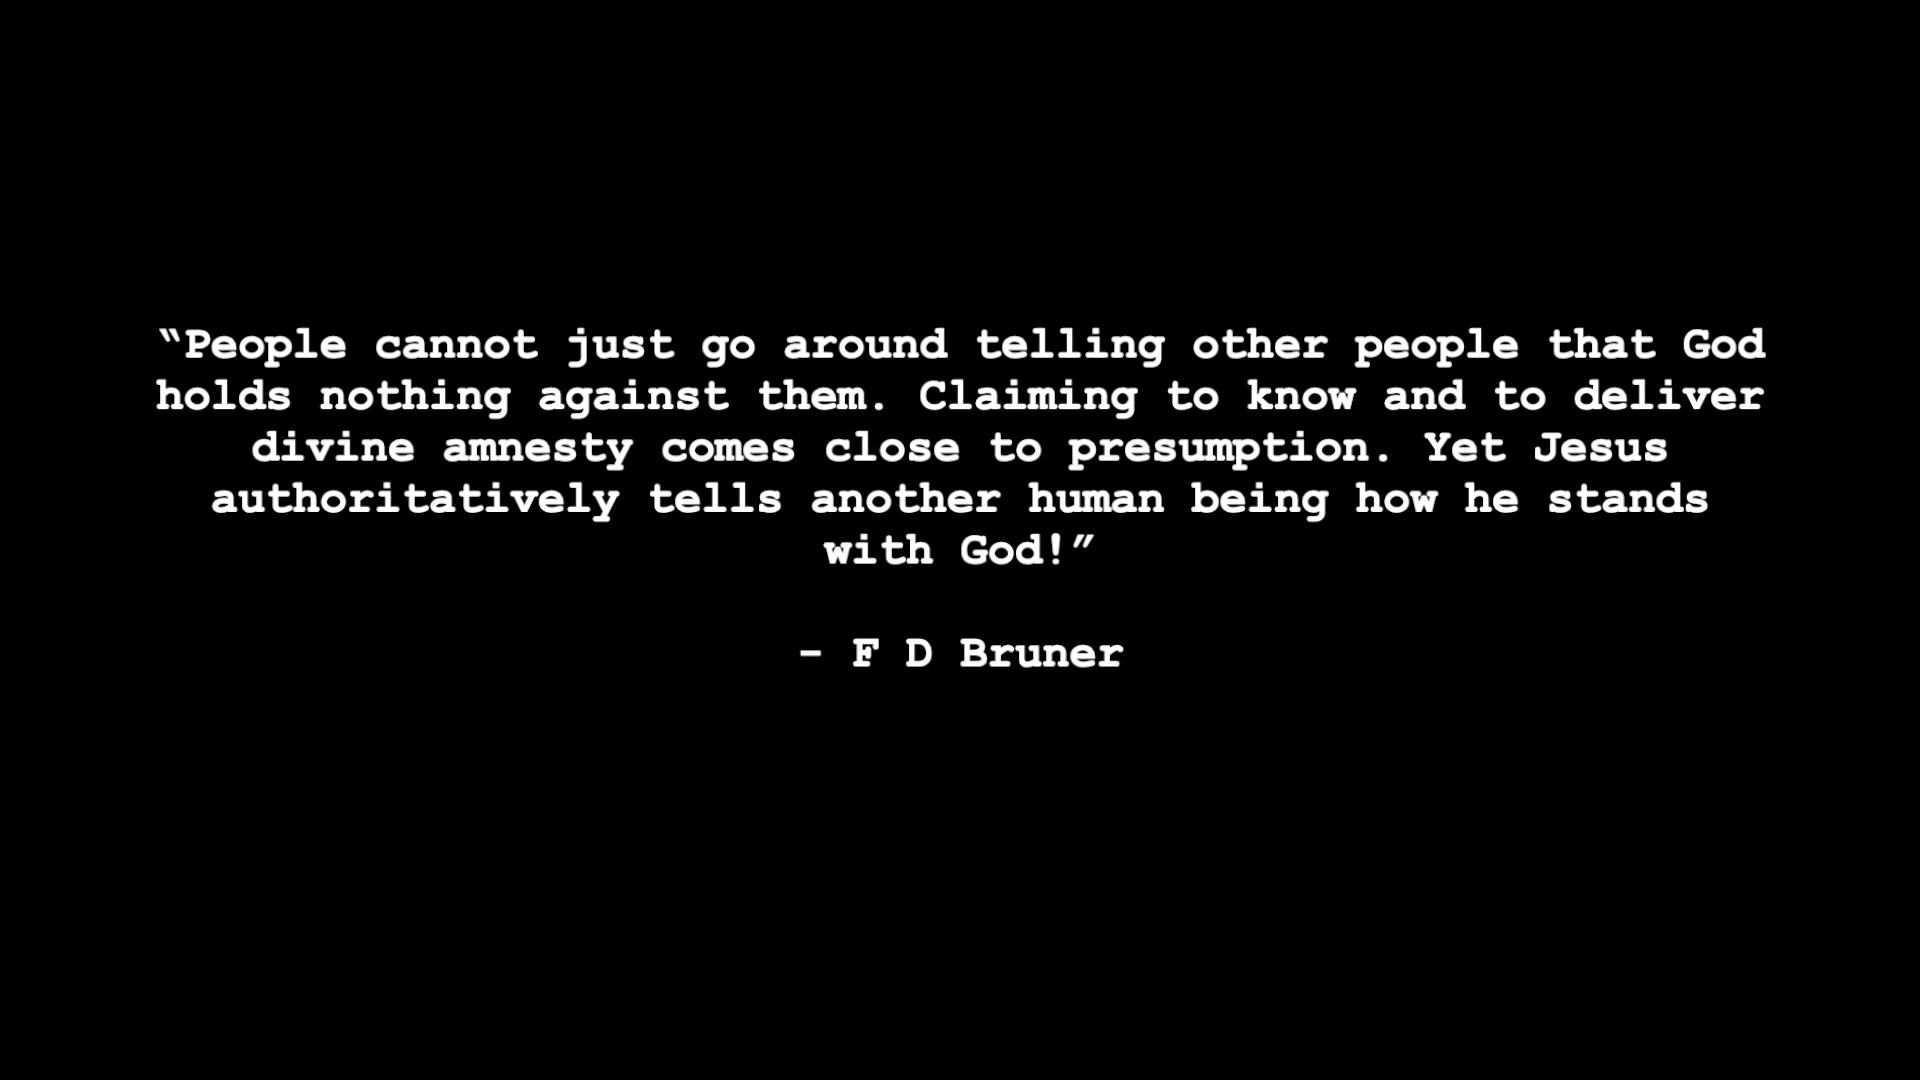 “People cannot just go around telling other people that God
holds nothing against them. Claiming to know and to deliver
divine amnesty comes close to presumption. Yet Jesus
authoritatively tells another human being how he stands
with God!”
- F D Bruner